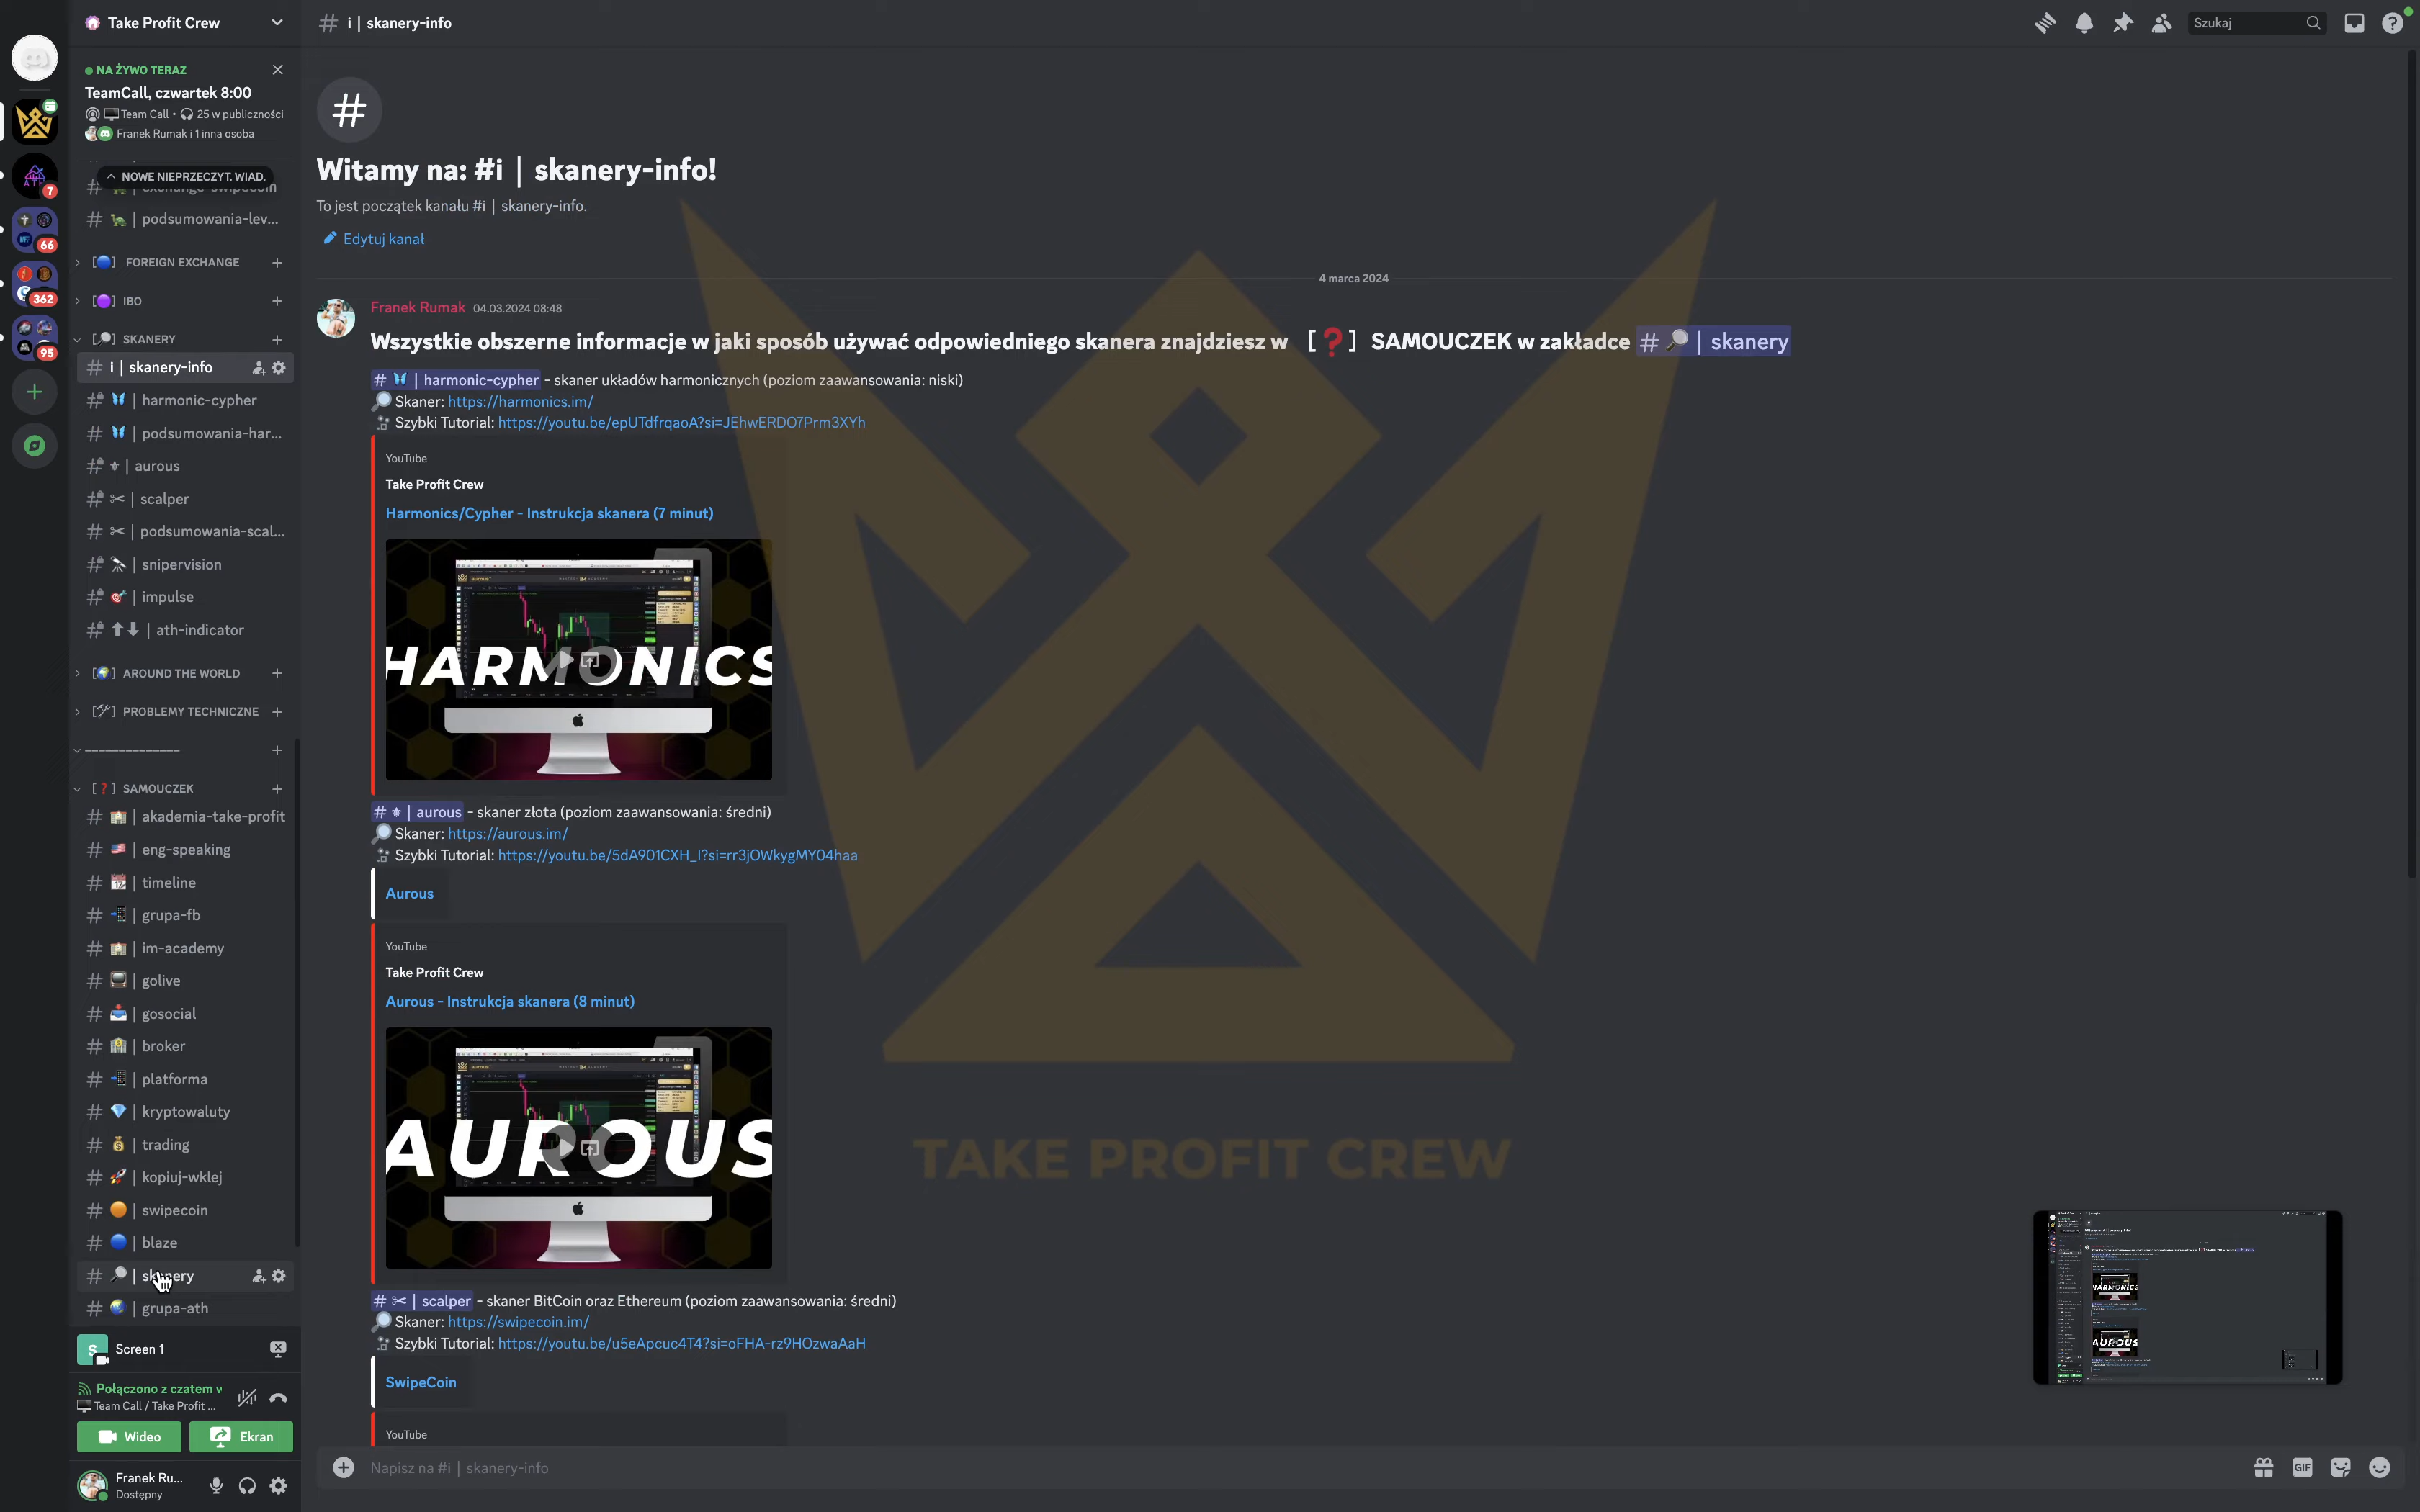 Take Profit Crew
NA ŻYWO TERAZ
TeamCall, czwartek 8:00
Team Call • 25 w publiczności
Franek Rumak i 1 inna osoba
NOWE NIEPRZECZYT. WIAD.
exchange-swipecoin
podsumowania-lev...
FOREIGN EXCHANGE
IBO
SKANERY
i | skanery-info
harmonic-cypher
podsumowania-har...
aurous
scalper
podsumowania-scal...
snipervision
impulse
ath-indicator
AROUND THE WORLD
PROBLEMY TECHNICZNE
SAMOUCZEK
akademia-take-profit
eng-speaking
timeline
grupa-fb
im-academy
golive
gosocial
broker
platforma
kryptowaluty
trading
kopiuj-wklej
swipecoin
blaze
skanery
grupa-ath
Screen 1
Połączono z czatem w
Team Call / Take Profit ...
Wideo
Ekran
Franek Ru...
Dostępny
7
66
362
95
# i | skanery-info
Szukaj
Witamy na: #i | skanery-info!
To jest początek kanału #i | skanery-info.
Edytuj kanał
4 marca 2024
Franek Rumak 04.03.2024 08:48
Wszystkie obszerne informacje w jaki sposób używać odpowiedniego skanera znajdziesz w [❓] SAMOUCZEK w zakładce # 🔎 | skanery
# 🦋 | harmonic-cypher - skaner układów harmonicznych (poziom zaawansowania: niski)
Skaner: https://harmonics.im/
Szybki Tutorial: https://youtu.be/epUTdfrqaoA?si=JEhwERDO7Prm3XYh
YouTube
Take Profit Crew
Harmonics/Cypher - Instrukcja skanera (7 minut)
HARMONICS
# ⚜ | aurous - skaner złota (poziom zaawansowania: średni)
Skaner: https://aurous.im/
Szybki Tutorial: https://youtu.be/5dA901CXH_I?si=rr3jOWkygMY04haa
Aurous
YouTube
Take Profit Crew
Aurous - Instrukcja skanera (8 minut)
AUROUS
# ✂ | scalper - skaner BitCoin oraz Ethereum (poziom zaawansowania: średni)
Skaner: https://swipecoin.im/
Szybki Tutorial: https://youtu.be/u5eApcuc4T4?si=oFHA-rz9HOzwaAaH
SwipeCoin
YouTube
Napisz na #i | skanery-info
GIF
TAKE PROFIT CREW
HARMONICS
AUROUS